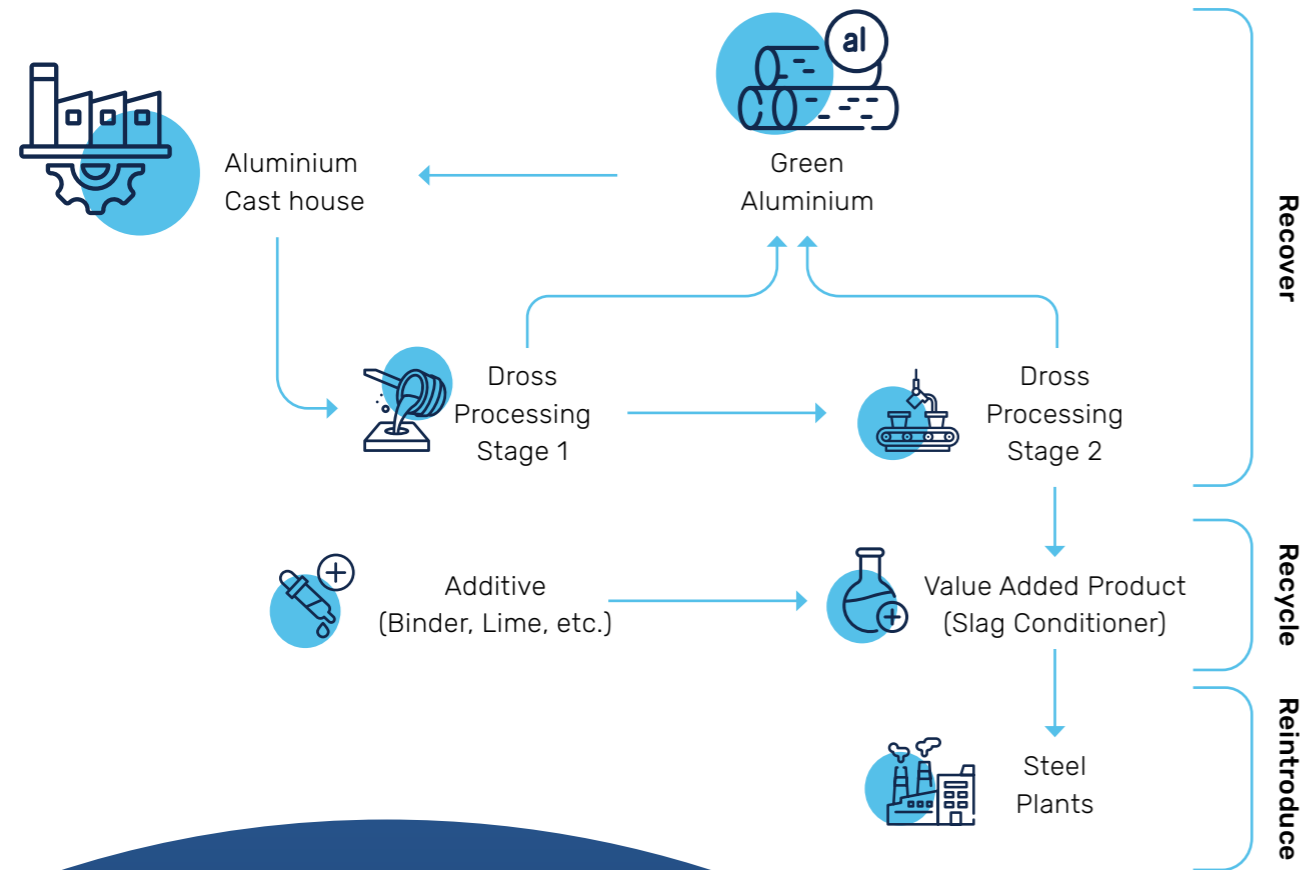 al
Aluminium
Cast house
Green
Aluminium
Recover
Dross
Processing
Stage 1
Dross
Processing
Stage 2
Additive
(Binder, Lime, etc.)
Value Added Product
(Slag Conditioner)
Recycle
Steel
Plants
Reintroduce